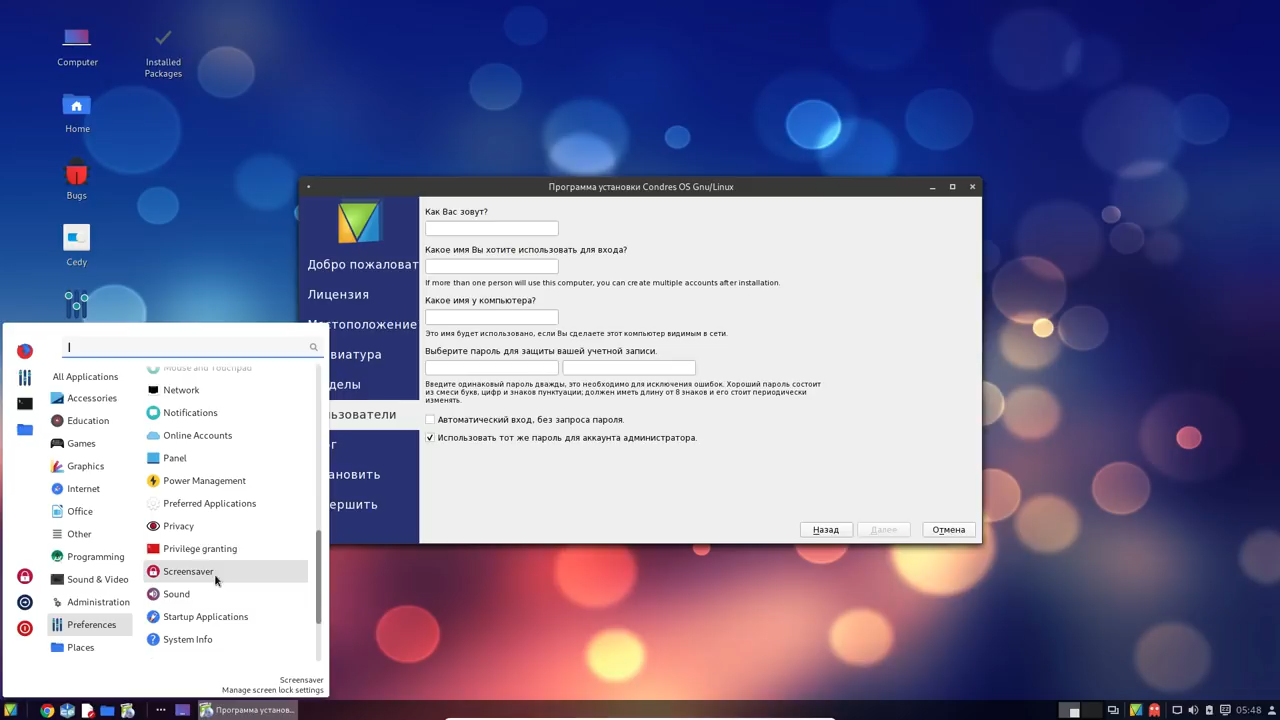 Computer
Installed
Packages
Home
Bugs
Cedy
Программа установки Condres OS Gnu/Linux
Добро пожаловат
Лицензия
Местоположение
виатура
делы
льзователи
г
ановить
ершить
Как Вас зовут?
Какое имя Вы хотите использовать для входа?
If more than one person will use this computer, you can create multiple accounts after installation.
Какое имя у компьютера?
Это имя будет использовано, если Вы сделаете этот компьютер видимым в сети.
Выберите пароль для защиты вашей учетной записи.
Введите одинаковый пароль дважды, это необходимо для исключения ошибок. Хороший пароль состоит
из смеси букв, цифр и знаков пунктуации; должен иметь длину от 8 знаков и его стоит периодически
изменять.
Автоматический вход, без запроса пароля.
Использовать тот же пароль для аккаунта администратора.
Назад
Далее
Отмена
All Applications
Accessories
Education
Games
Graphics
Internet
Office
Other
Programming
Sound & Video
Administration
Preferences
Places
Mouse and Touchpad
Network
Notifications
Online Accounts
Panel
Power Management
Preferred Applications
Privacy
Privilege granting
Screensaver
Sound
Startup Applications
System Info
Screensaver
Manage screen lock settings
Программа установ...
05:48